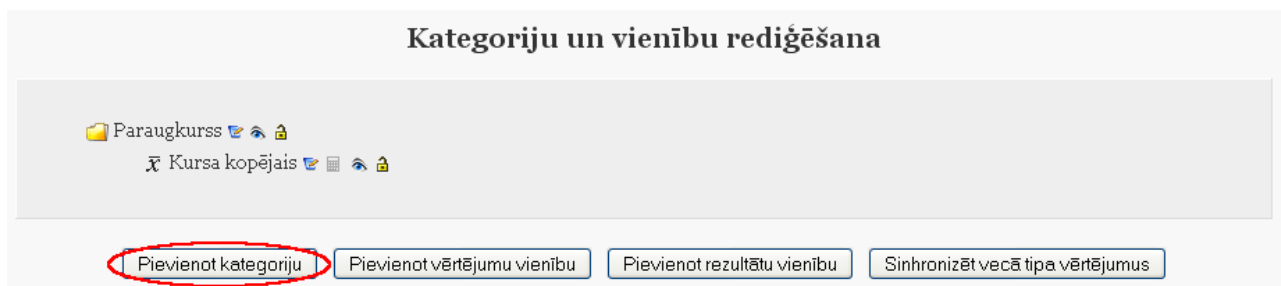 Kategoriju un vienību rediģēšana
Paraugkurss
x̅ Kursa kopējais
Pievienot kategoriju Pievienot vērtējumu vienību Pievienot rezultātu vienību Sinhronizēt vecā tipa vērtējumus